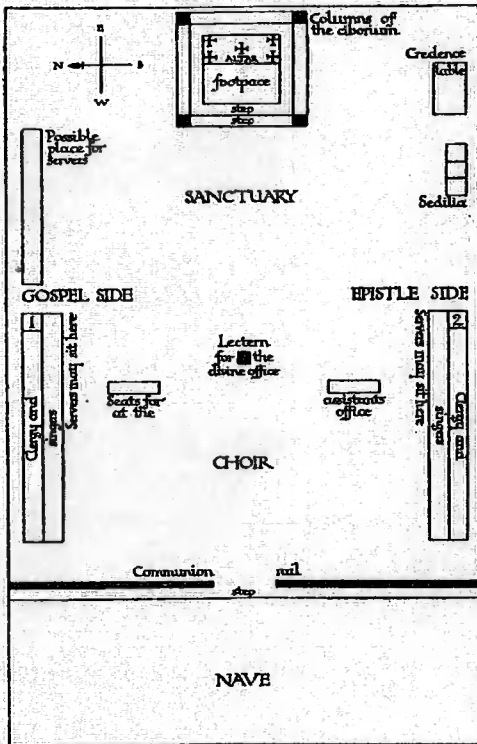 Columns of
the ciborium
E
N
S
W
ALTAR
footpace
step
step
Credence
table
Possible
place for
servers
SANCTUARY
Sedilia
GOSPEL SIDE
EPISTLE SIDE
1
Servers may sit here
Clergy and
singers
Lectern
for the
divine office
Seats for
at the
assistants
office
2
Servers may sit here
Clergy and
singers
CHOIR
Communion
rail
step
NAVE